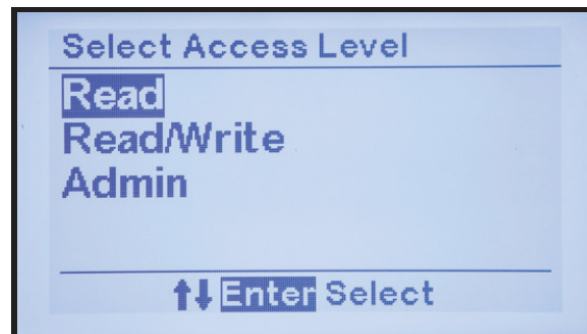 Select Access Level
Read
Read/Write
Admin
↑↓ Enter Select